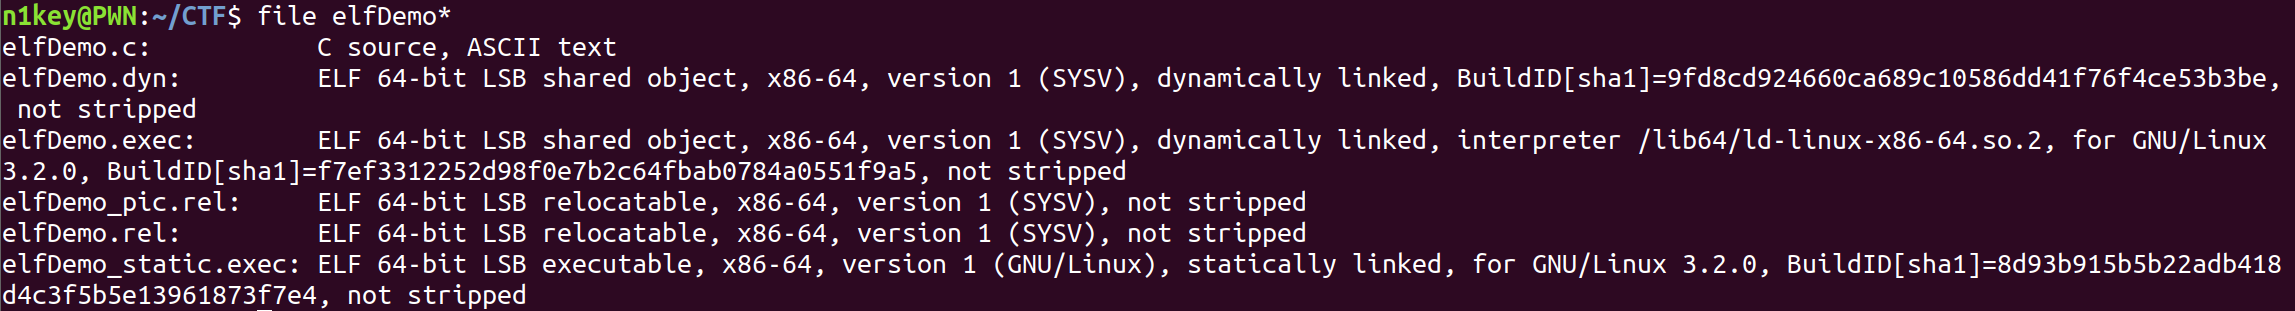 n1key@PWN:~/CTF$ file elfDemo*
elfDemo.c:           C source, ASCII text
elfDemo.dyn:         ELF 64-bit LSB shared object, x86-64, version 1 (SYSV), dynamically linked, BuildID[sha1]=9fd8cd924660ca689c10586dd41f76f4ce53b3be,
 not stripped
elfDemo.exec:        ELF 64-bit LSB shared object, x86-64, version 1 (SYSV), dynamically linked, interpreter /lib64/ld-linux-x86-64.so.2, for GNU/Linux
3.2.0, BuildID[sha1]=f7ef3312252d98f0e7b2c64fbab0784a0551f9a5, not stripped
elfDemo_pic.rel:     ELF 64-bit LSB relocatable, x86-64, version 1 (SYSV), not stripped
elfDemo.rel:         ELF 64-bit LSB relocatable, x86-64, version 1 (SYSV), not stripped
elfDemo_static.exec: ELF 64-bit LSB executable, x86-64, version 1 (GNU/Linux), statically linked, for GNU/Linux 3.2.0, BuildID[sha1]=8d93b915b5b22adb418
d4c3f5b5e13961873f7e4, not stripped